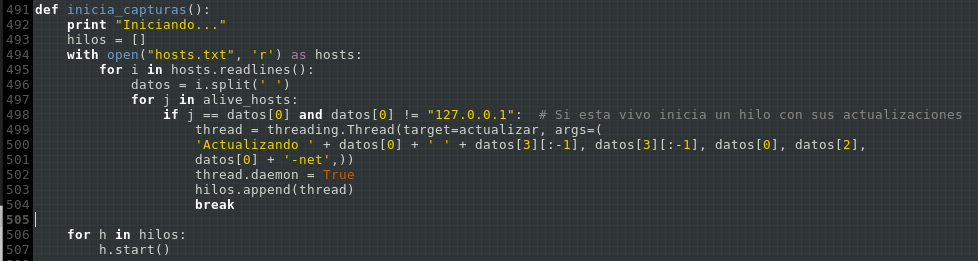 491 def inicia_capturas():
492     print "Iniciando..."
493     hilos = []
494     with open("hosts.txt", 'r') as hosts:
495         for i in hosts.readlines():
496             datos = i.split(' ')
497             for j in alive_hosts:
498                 if j == datos[0] and datos[0] != "127.0.0.1":  # Si esta vivo inicia un hilo con sus actualizaciones
499                     thread = threading.Thread(target=actualizar, args=(
500                     'Actualizando ' + datos[0] + ' ' + datos[3][:-1], datos[3][:-1], datos[0], datos[2],
501                     datos[0] + '-net',))
502                     thread.daemon = True
503                     hilos.append(thread)
504                     break
505
506     for h in hilos:
507         h.start()